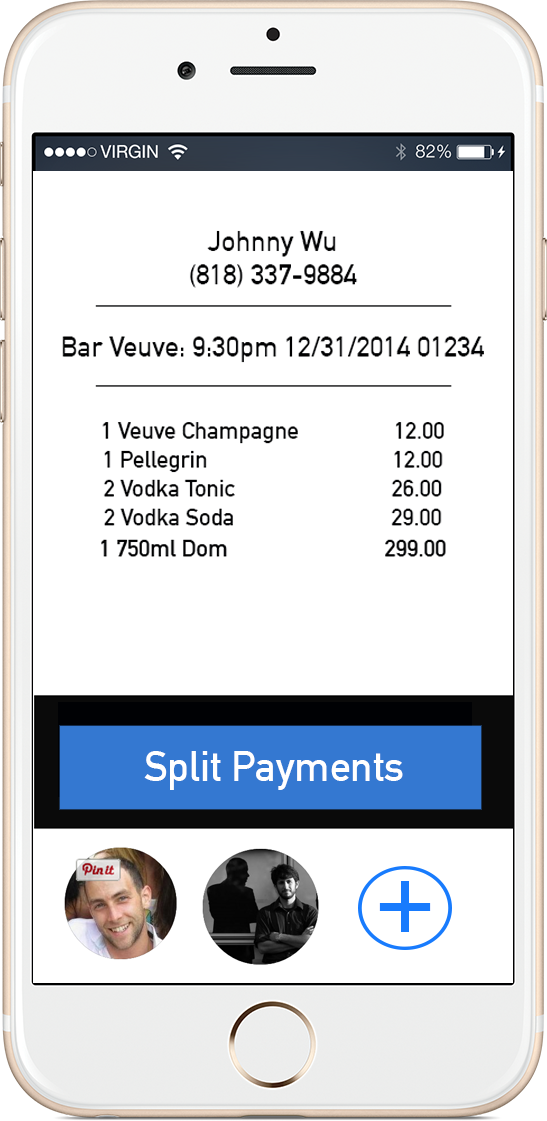 VIRGIN 82%
Johnny Wu
(818) 337-9884
Bar Veuve: 9:30pm 12/31/2014 01234
1 Veuve Champagne 12.00
1 Pellegrin 12.00
2 Vodka Tonic 26.00
2 Vodka Soda 29.00
1 750ml Dom 299.00
Split Payments
Pin it